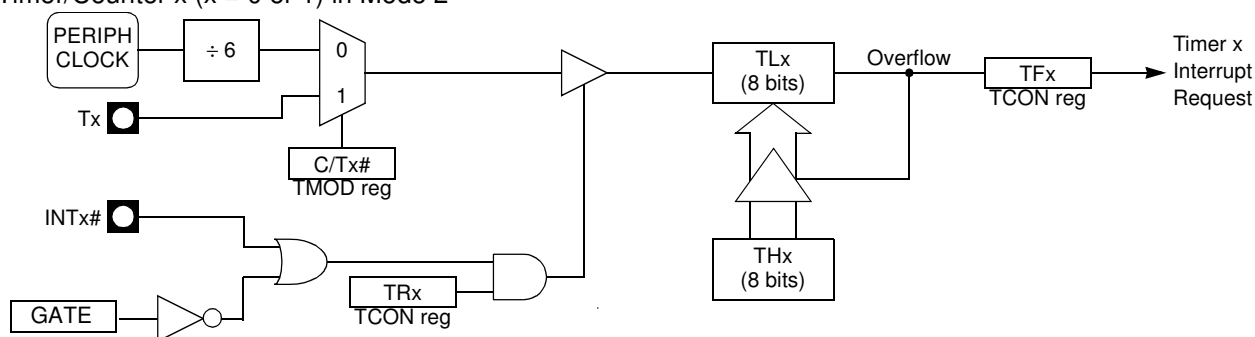 Timer/Counter x (x = 0 or 1) in Mode 2
PERIPH
CLOCK
÷ 6
0
1
Tx
C/Tx#
TMOD reg
INTx#
GATE
TRx
TCON reg
TLx
(8 bits)
Overflow
TFx
TCON reg
Timer x
Interrupt
Request
THx
(8 bits)